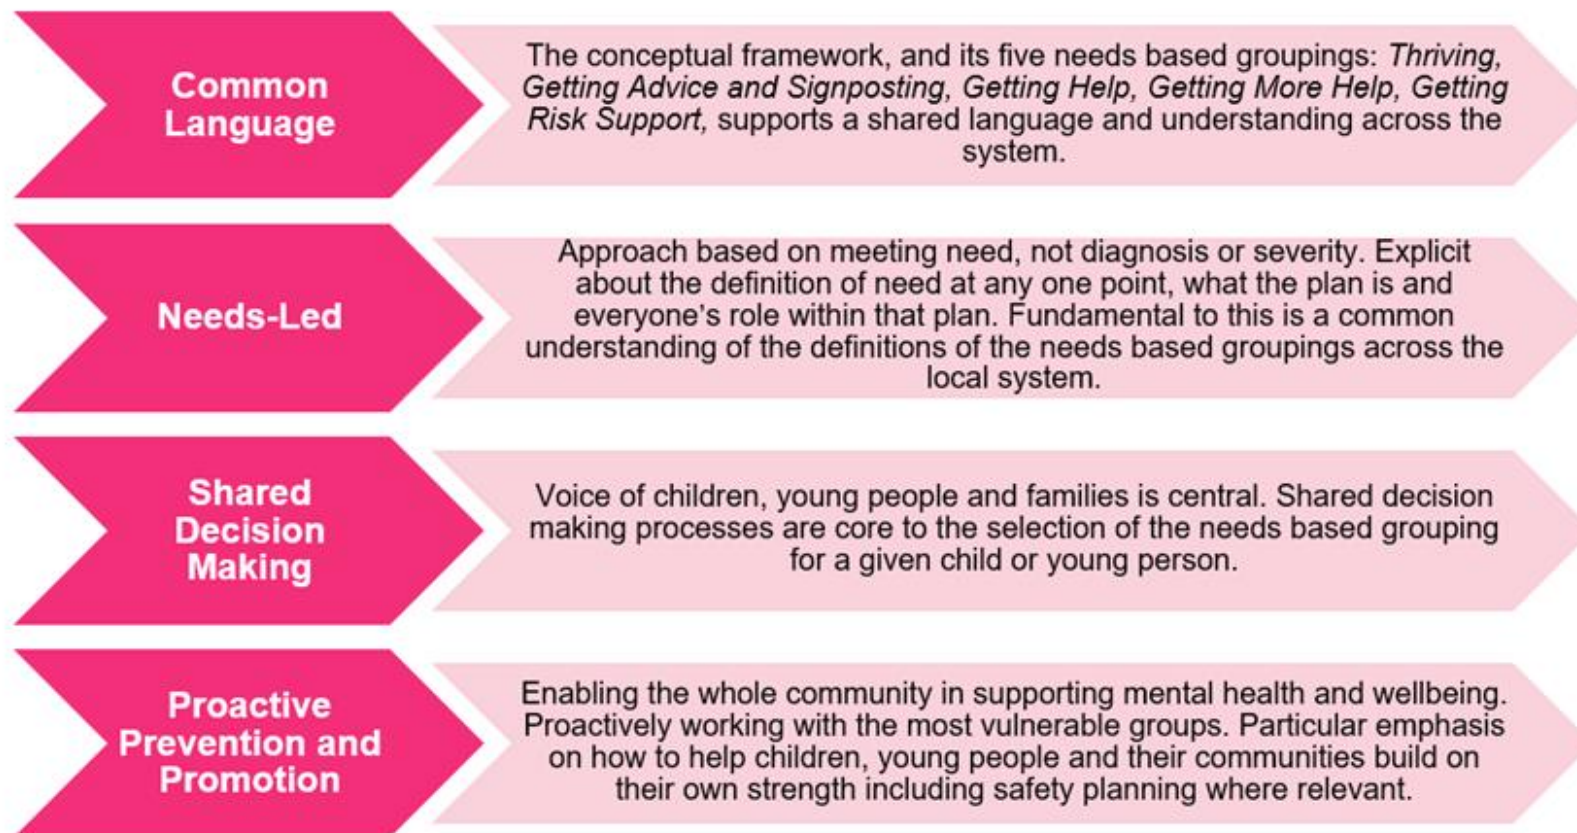 Common
Language
The conceptual framework, and its five needs based groupings: Thriving,
Getting Advice and Signposting, Getting Help, Getting More Help, Getting
Risk Support, supports a shared language and understanding across the
system.
Needs-Led
Approach based on meeting need, not diagnosis or severity. Explicit
about the definition of need at any one point, what the plan is and
everyone's role within that plan. Fundamental to this is a common
understanding of the definitions of the needs based groupings across the
local system.
Shared
Decision
Making
Voice of children, young people and families is central. Shared decision
making processes are core to the selection of the needs based grouping
for a given child or young person.
Proactive
Prevention and
Promotion
Enabling the whole community in supporting mental health and wellbeing.
Proactively working with the most vulnerable groups. Particular emphasis
on how to help children, young people and their communities build on
their own strength including safety planning where relevant.